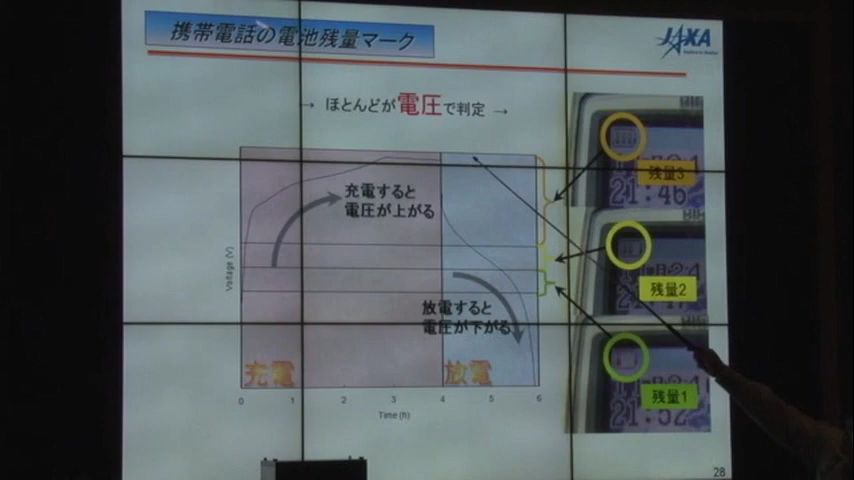 携帯電話の電池残量マーク
JAXA
→ ほとんどが電圧で判定 →
充電すると
電圧が上がる
放電すると
電圧が下がる
Vaitage (V)
充電
放電
0 1 2 3 4 5 6
Time (h)
残量3
21:46
残量2
残量1
21:52
28